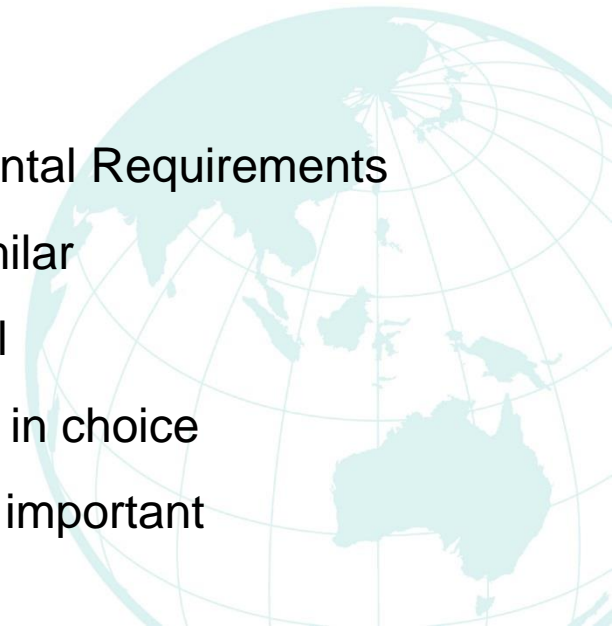 ntal Requirements
nilar
l
in choice
important